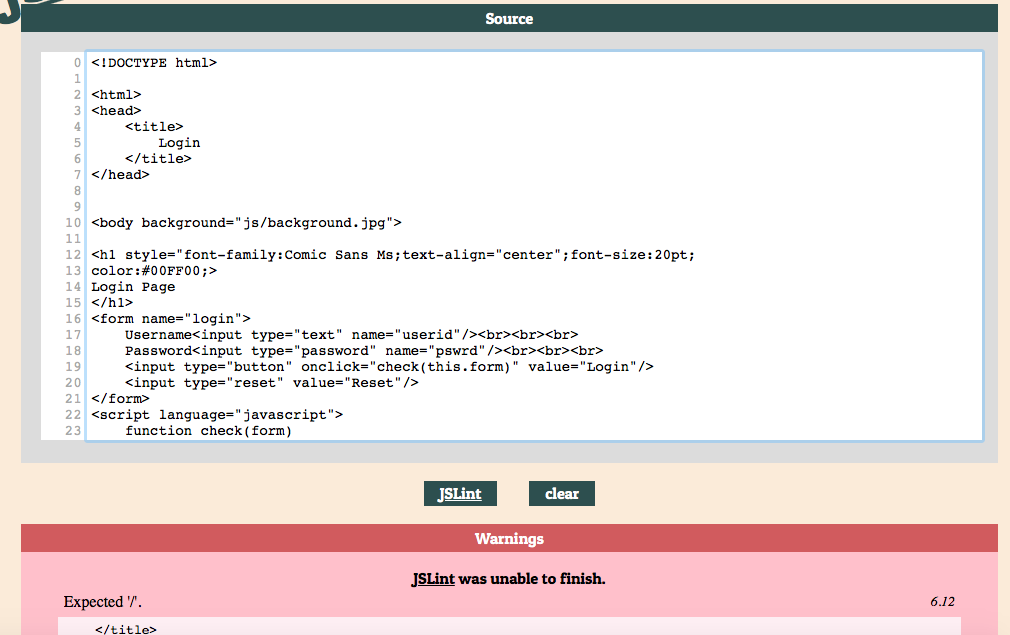 Source
0 <!DOCTYPE html>
1
2 <html>
3 <head>
4     <title>
5         Login
6     </title>
7 </head>
8
9
10 <body background="js/background.jpg">
11
12 <h1 style="font-family:Comic Sans Ms;text-align="center";font-size:20pt;
13 color:#00FF00;>
14 Login Page
15 </h1>
16 <form name="login">
17     Username<input type="text" name="userid"/><br><br><br>
18     Password<input type="password" name="pswrd"/><br><br><br>
19     <input type="button" onclick="check(this.form)" value="Login"/>
20     <input type="reset" value="Reset"/>
21 </form>
22 <script language="javascript">
23     function check(form)
JSLint clear
Warnings
JSLint was unable to finish.
Expected '/'. 6.12
</title>